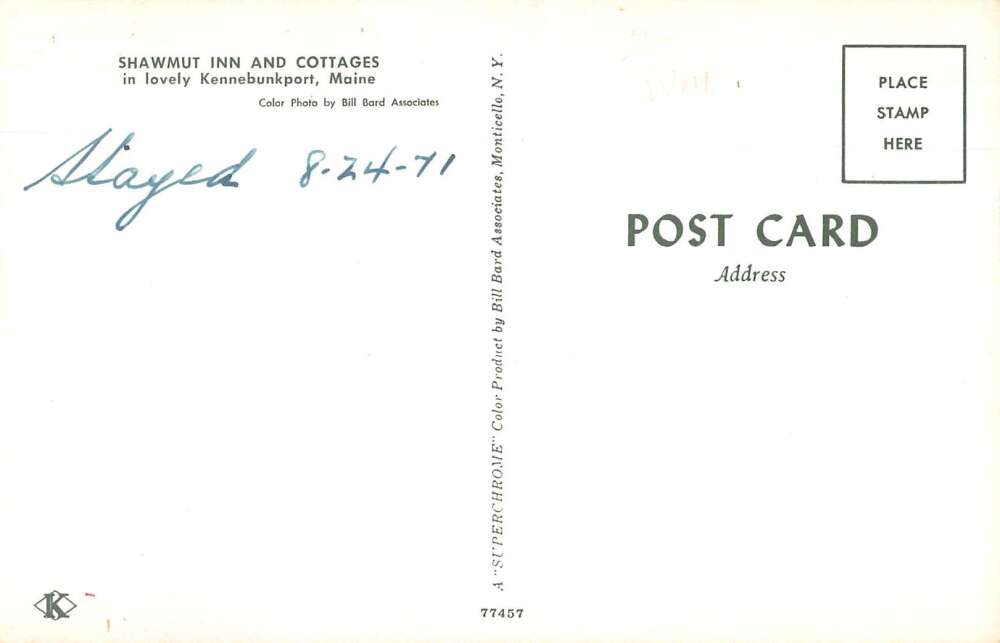 SHAWMUT INN AND COTTAGES
in lovely Kennebunkport, Maine
Color Photo by Bill Bard Associates
Stayed 8-24-71
A "SUPERCHROME" Color Product by Bill Bard Associates, Monticello, N. Y.
PLACE
STAMP
HERE
POST CARD
Address
K
77457